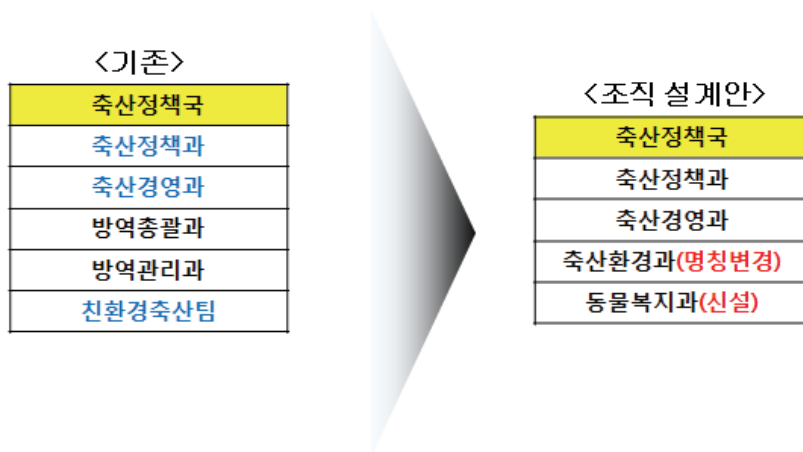 <기존>
축산정책국
축산정책과
축산경영과
방역총괄과
방역관리과
친환경축산팀
<조직 설계안>
축산정책국
축산정책과
축산경영과
축산환경과(명칭변경)
동물복지과(신설)